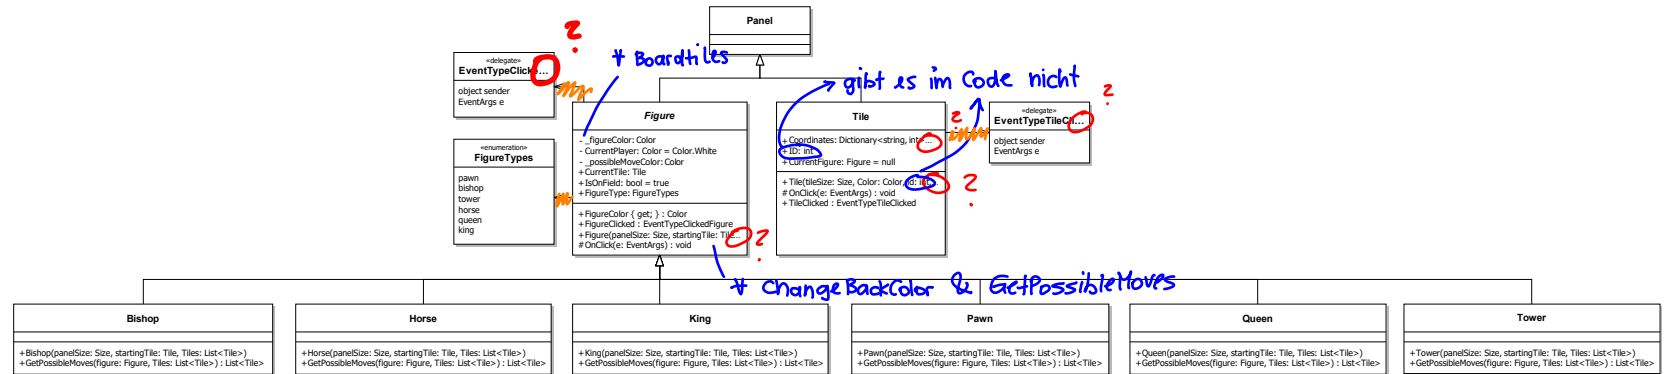 Panel
?
«delegate»
EventTypeClicke...
object sender
EventArgs e
+ Boardtiles
gibt es im Code nicht
«enumeration»
FigureTypes
pawn
bishop
tower
horse
queen
king
Figure
- _figureColor: Color
- CurrentPlayer: Color = Color.White
- _possibleMoveColor: Color
+ CurrentTile: Tile
+ IsOnField: bool = true
+ FigureType: FigureTypes
+ FigureColor { get; } : Color
+ FigureClicked : EventTypeClickedFigure
+ Figure(panelSize: Size, startingTile: Tile...
# OnClick(e: EventArgs) : void
?
Tile
+ Coordinates: Dictionary<string, int>...
+ ID: int
+ CurrentFigure: Figure = null
+ Tile(tileSize: Size, Color: Color, id: int...
# OnClick(e: EventArgs) : void
+ TileClicked : EventTypeTileClicked
?
?
«delegate»
EventTypeTileCli...
object sender
EventArgs e
?
+ ChangeBackColor & GetPossibleMoves
Bishop
+ Bishop(panelSize: Size, startingTile: Tile, Tiles: List<Tile>)
+ GetPossibleMoves(figure: Figure, Tiles: List<Tile>) : List<Tile>
Horse
+ Horse(panelSize: Size, startingTile: Tile, Tiles: List<Tile>)
+ GetPossibleMoves(figure: Figure, Tiles: List<Tile>) : List<Tile>
King
+ King(panelSize: Size, startingTile: Tile, Tiles: List<Tile>)
+ GetPossibleMoves(figure: Figure, Tiles: List<Tile>) : List<Tile>
Pawn
+ Pawn(panelSize: Size, startingTile: Tile, Tiles: List<Tile>)
+ GetPossibleMoves(figure: Figure, Tiles: List<Tile>) : List<Tile>
Queen
+ Queen(panelSize: Size, startingTile: Tile, Tiles: List<Tile>)
+ GetPossibleMoves(figure: Figure, Tiles: List<Tile>) : List<Tile>
Tower
+ Tower(panelSize: Size, startingTile: Tile, Tiles: List<Tile>)
+ GetPossibleMoves(figure: Figure, Tiles: List<Tile>) : List<Tile>